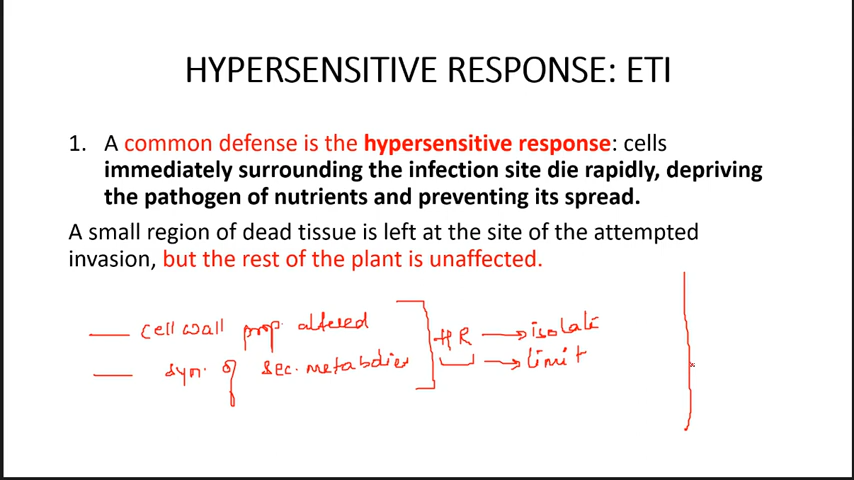 HYPERSENSITIVE RESPONSE: ETI
1. A common defense is the hypersensitive response: cells
immediately surrounding the infection site die rapidly, depriving
the pathogen of nutrients and preventing its spread.
A small region of dead tissue is left at the site of the attempted
invasion, but the rest of the plant is unaffected.
— cell wall prop. altered
— syn. of sec. metabolites
HR → isolate
→ limit